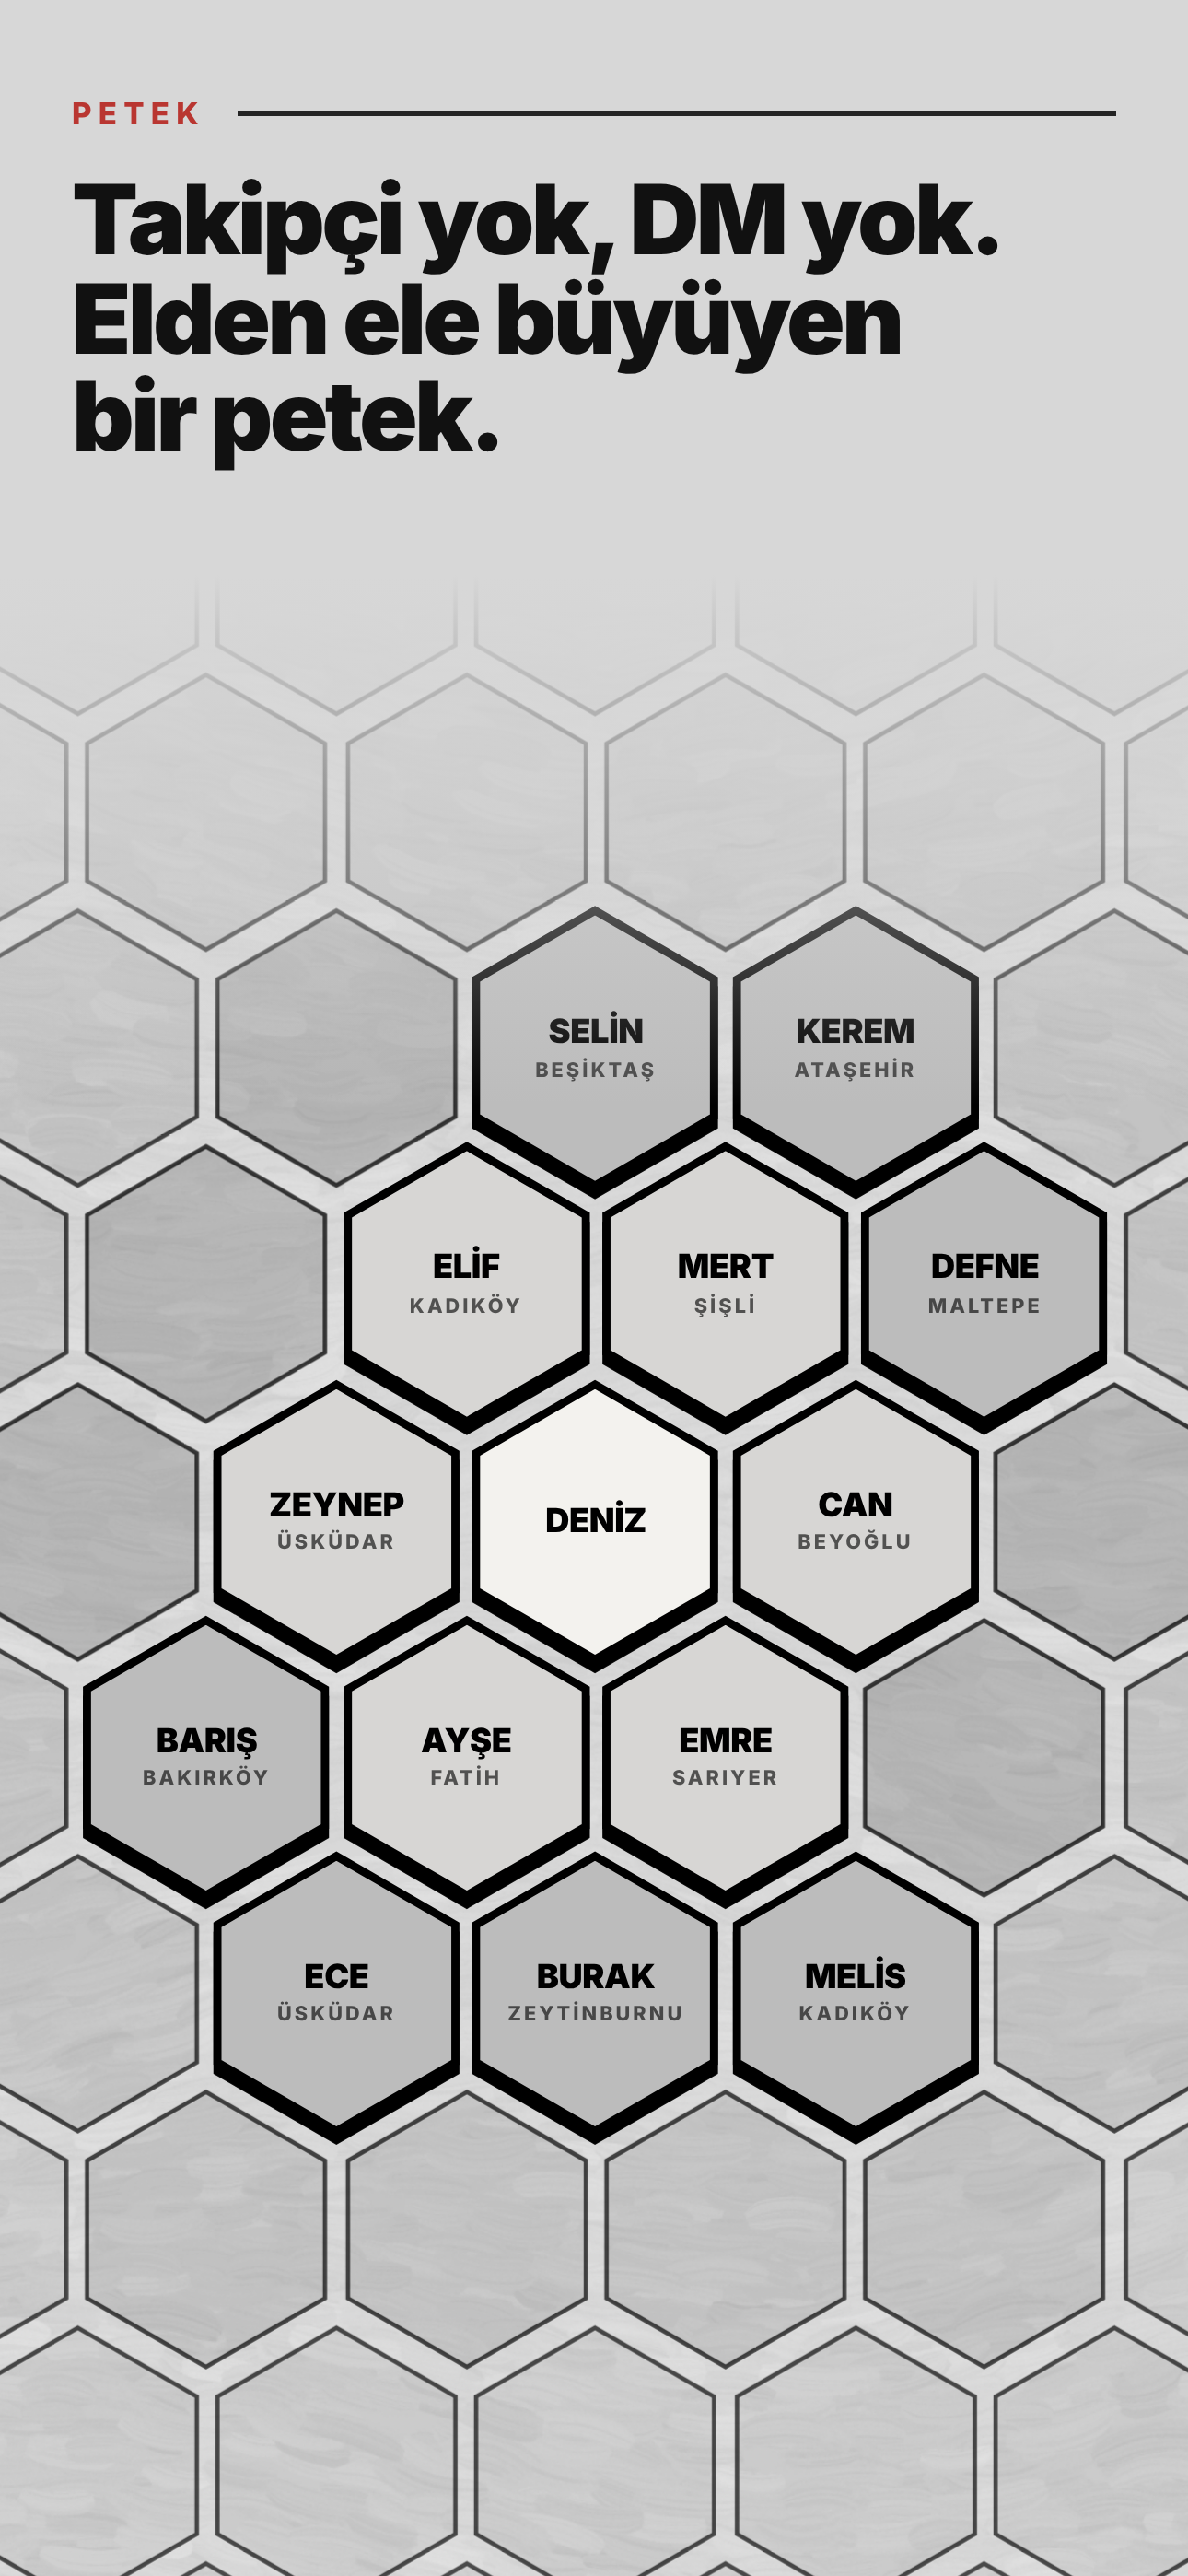 PETEK
Takipçi yok, DM yok.
Elden ele büyüyen
bir petek.
SELİN
BEŞİKTAŞ
KEREM
ATAŞEHİR
ELİF
KADIKÖY
MERT
ŞİŞLİ
DEFNE
MALTEPE
ZEYNEP
ÜSKÜDAR
DENİZ
CAN
BEYOĞLU
BARIŞ
BAKIRKÖY
AYŞE
FATİH
EMRE
SARIYER
ECE
ÜSKÜDAR
BURAK
ZEYTİNBURNU
MELİS
KADIKÖY